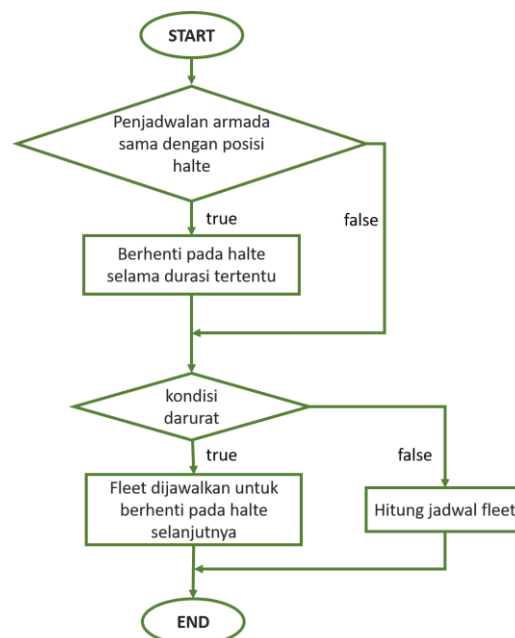 START
Penjadwalan armada
sama dengan posisi
halte
true
false
Berhenti pada halte
selama durasi tertentu
kondisi
darurat
true
false
Fleet dijawalkan untuk
berhenti pada halte
selanjutnya
Hitung jadwal fleet
END